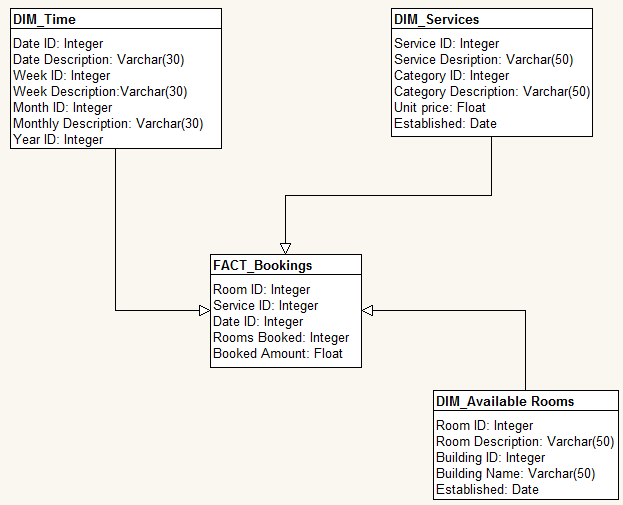 DIM_Time
Date ID: Integer
Date Description: Varchar(30)
Week ID: Integer
Week Description:Varchar(30)
Month ID: Integer
Monthly Description: Varchar(30)
Year ID: Integer
DIM_Services
Service ID: Integer
Service Desription: Varchar(50)
Category ID: Integer
Category Description: Varchar(50)
Unit price: Float
Established: Date
FACT_Bookings
Room ID: Integer
Service ID: Integer
Date ID: Integer
Rooms Booked: Integer
Booked Amount: Float
DIM_Available Rooms
Room ID: Integer
Room Description: Varchar(50)
Building ID: Integer
Building Name: Varchar(50)
Established: Date